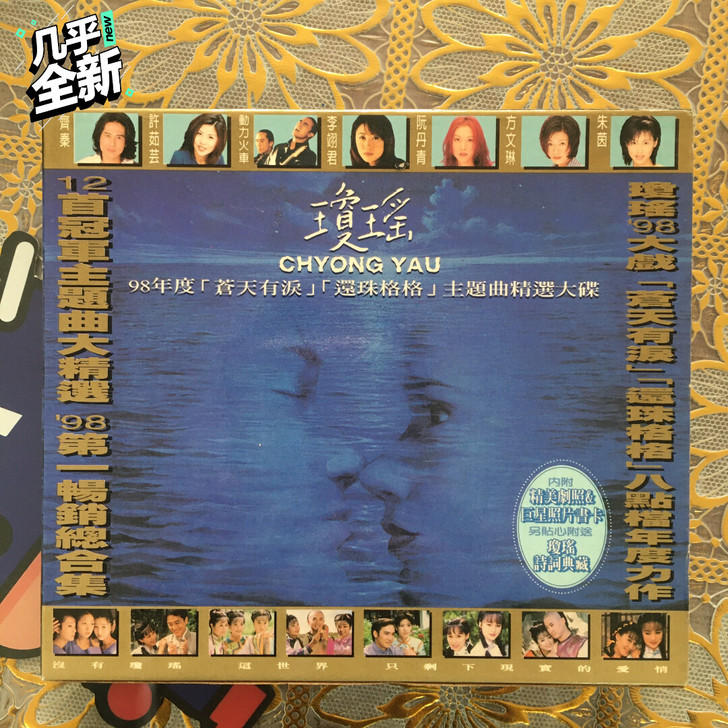 几乎
全新
new
齊秦
許茹芸
動力火車
李翊君
阮丹青
方文琳
朱茵
12首冠軍主題曲大精選 '98第一暢銷總合集
瓊瑤
CHYONG YAU
98年度「蒼天有淚」「還珠格格」主題曲精選大碟
瓊瑤'98大戲「蒼天有淚」「還珠格格」八點檔年度力作
內附
精美劇照&
巨星照片書卡
另貼心附送
瓊瑤
詩詞典藏
沒有瓊瑤 這世界 只剩下現實的愛情